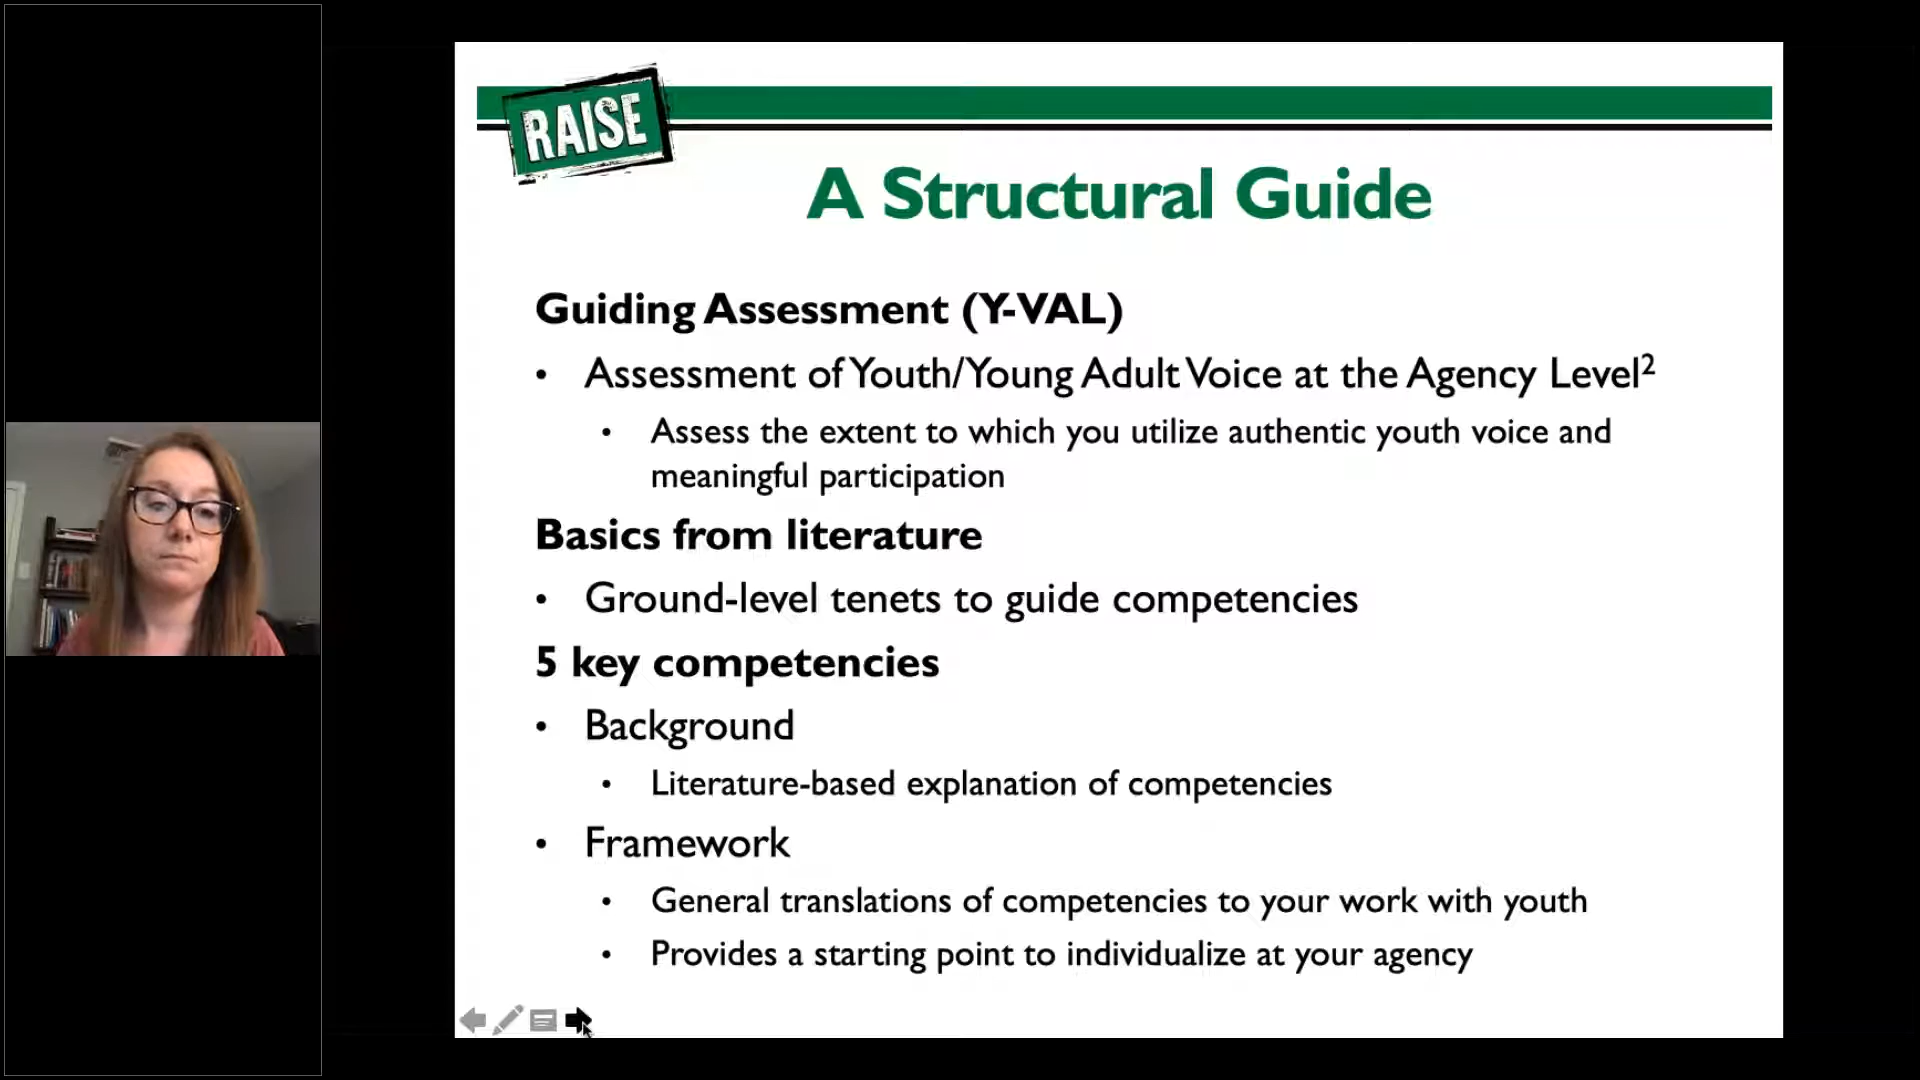 RAISE
A Structural Guide
Guiding Assessment (Y-VAL)
• Assessment of Youth/Young Adult Voice at the Agency Level²
• Assess the extent to which you utilize authentic youth voice and
meaningful participation
Basics from literature
• Ground-level tenets to guide competencies
5 key competencies
• Background
• Literature-based explanation of competencies
• Framework
• General translations of competencies to your work with youth
• Provides a starting point to individualize at your agency